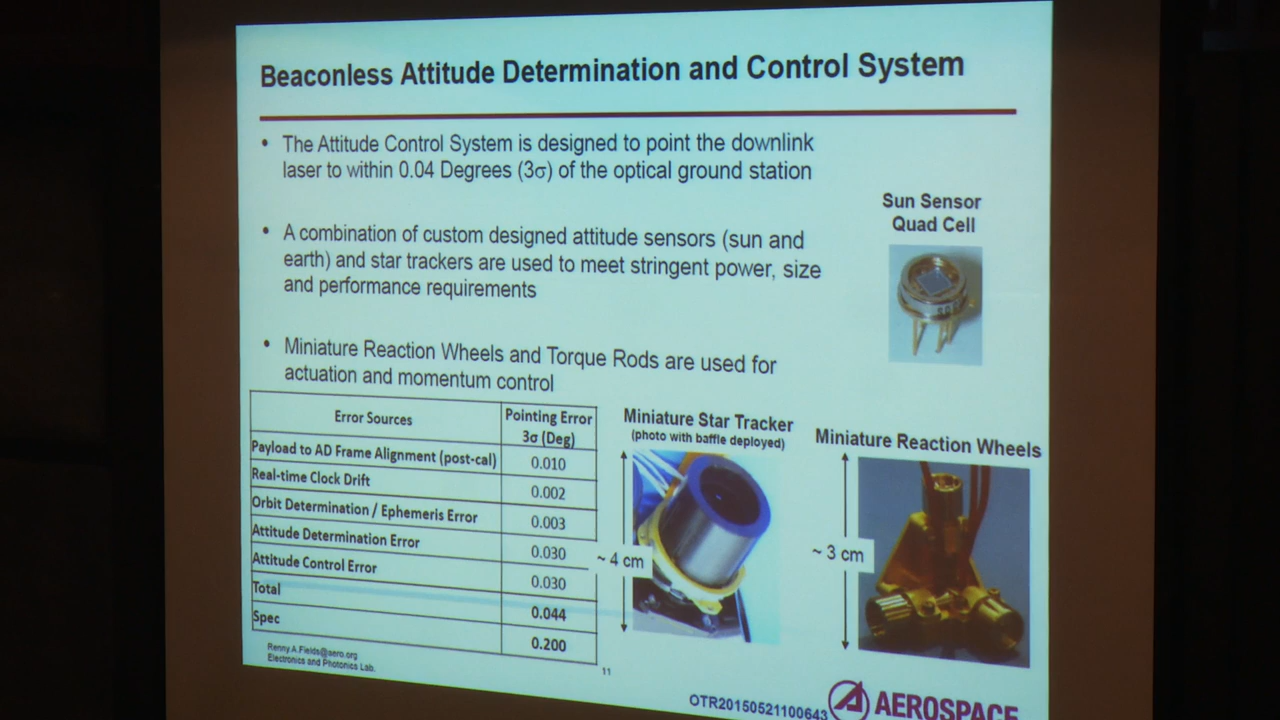 Beaconless Attitude Determination and Control System
• The Attitude Control System is designed to point the downlink
laser to within 0.04 Degrees (3σ) of the optical ground station
• A combination of custom designed attitude sensors (sun and
earth) and star trackers are used to meet stringent power, size
and performance requirements
• Miniature Reaction Wheels and Torque Rods are used for
actuation and momentum control
Sun Sensor
Quad Cell
Error Sources Pointing Error
3σ (Deg)
Payload to AD Frame Alignment (post-cal) 0.010
Real-time Clock Drift 0.002
Orbit Determination / Ephemeris Error 0.003
Attitude Determination Error 0.030
Attitude Control Error 0.030
Total 0.044
Spec 0.200
Miniature Star Tracker
(photo with baffle deployed)
~ 4 cm
Miniature Reaction Wheels
~ 3 cm
Renny.A.Fields@aero.org
Electronics and Photonics Lab.
11
OTR20150521100643
AEROSPACE